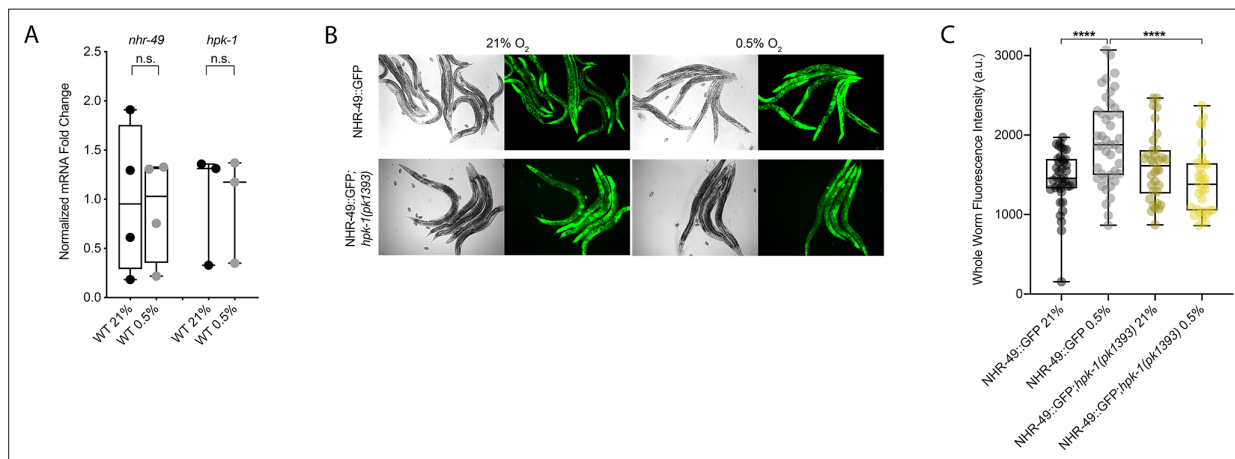 A
nhr-49
hpk-1
n.s.
n.s.
2.5
2.0
1.5
1.0
0.5
0.0
Normalized mRNA Fold Change
WT 21%
WT 0.5%
WT 21%
WT 0.5%
B
21% O2
0.5% O2
NHR-49::GFP
NHR-49::GFP;
hpk-1(pk1393)
C
****
****
3000
2000
1000
0
Whole Worm Fluorescence Intensity (a.u.)
NHR-49::GFP 21%
NHR-49::GFP 0.5%
NHR-49::GFP;hpk-1(pk1393) 21%
NHR-49::GFP;hpk-1(pk1393) 0.5%